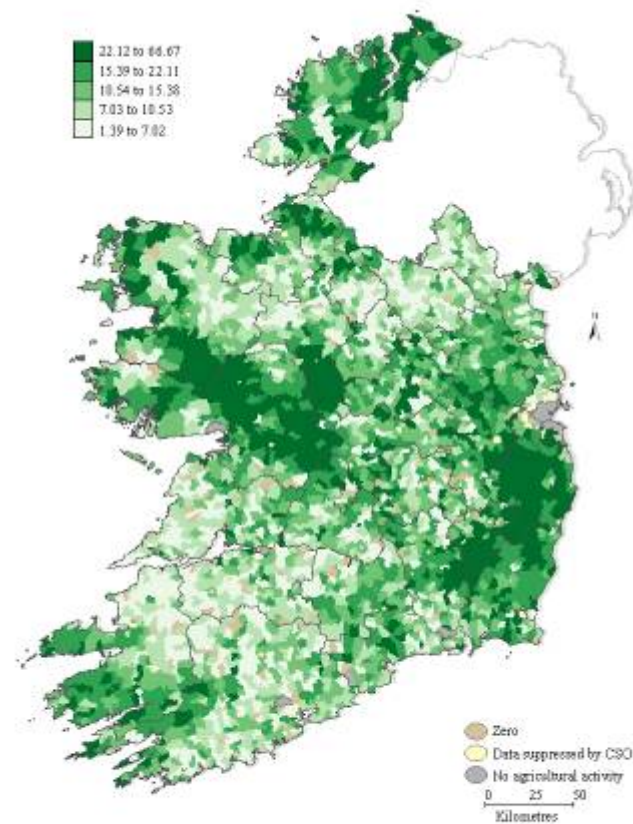 22.12 to 66.67
15.39 to 22.11
10.54 to 15.38
7.03 to 10.53
1.39 to 7.02
N
Zero
Data suppressed by CSO
No agricultural activity
0 25 50
Kilometres